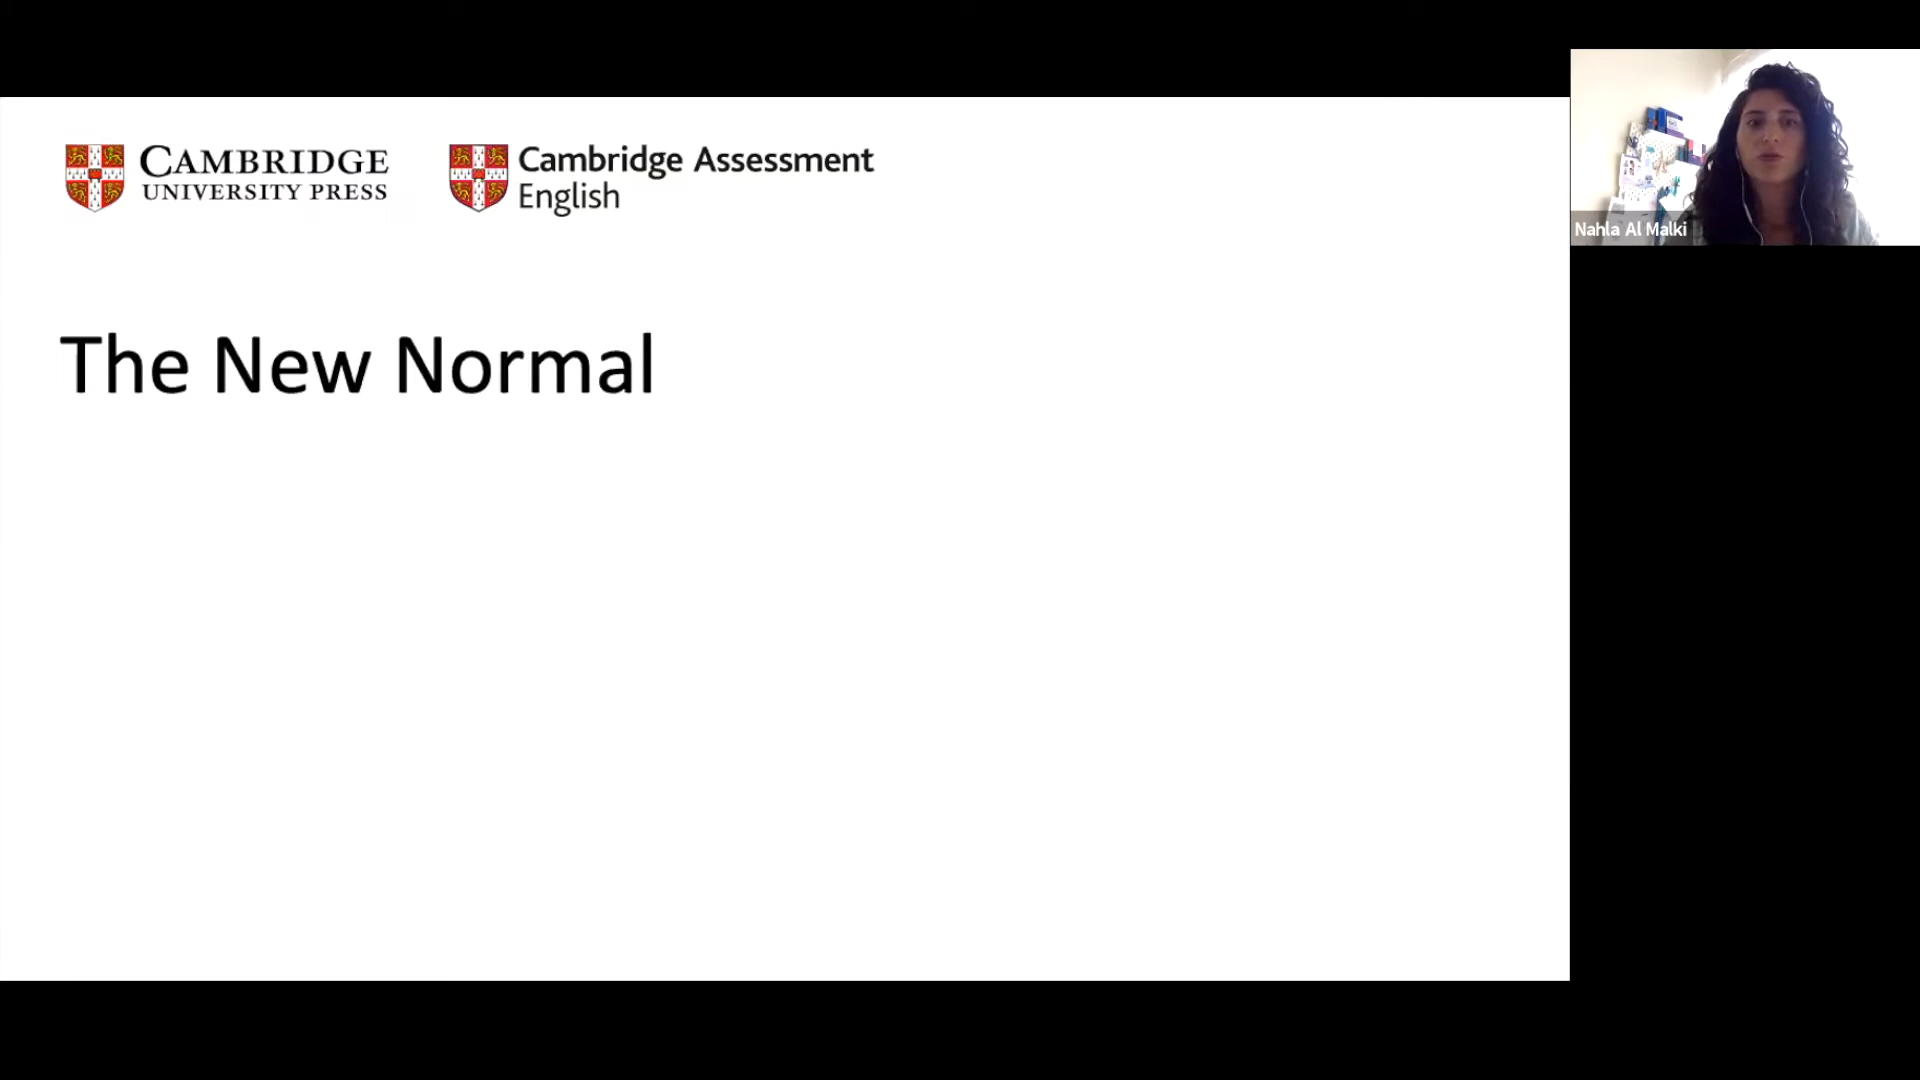 CAMBRIDGE
UNIVERSITY PRESS
Cambridge Assessment
English
The New Normal
Nahla Al Malki